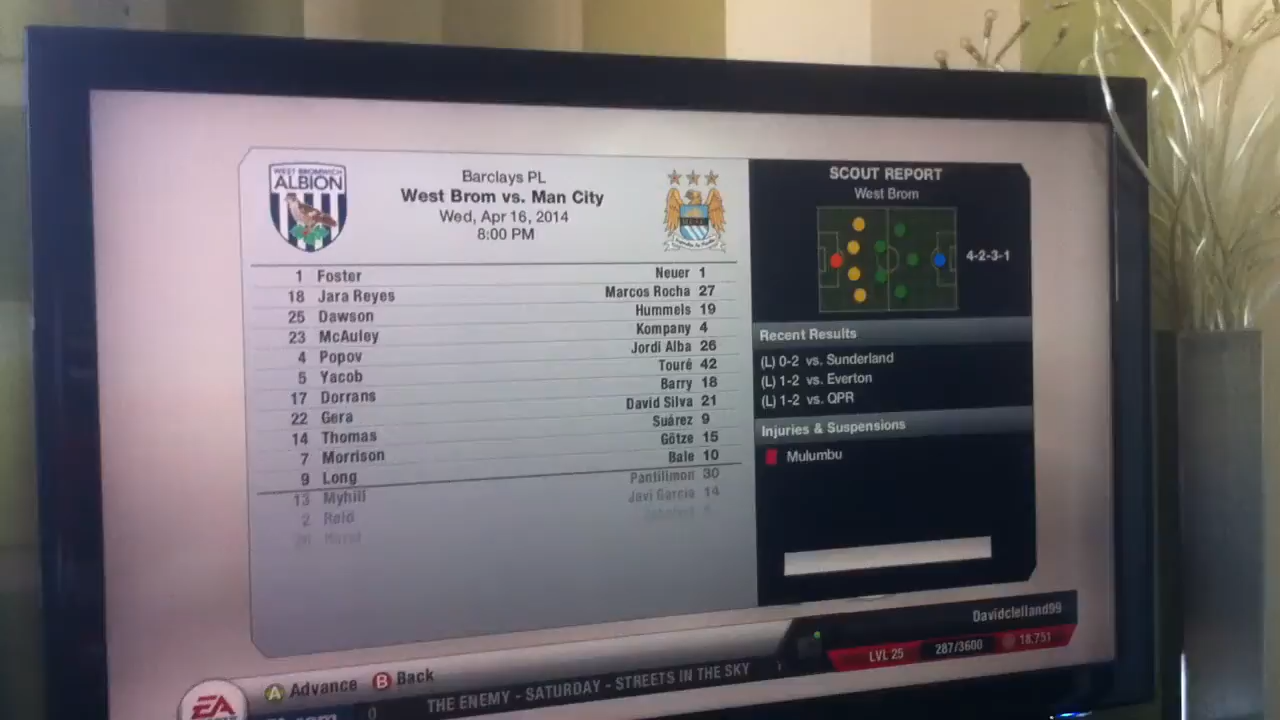 WEST BROMWICH
ALBION
Barclays PL
West Brom vs. Man City
Wed, Apr 16, 2014
8:00 PM
1 Foster
18 Jara Reyes
25 Dawson
23 McAuley
4 Popov
5 Yacob
17 Dorrans
22 Gera
14 Thomas
7 Morrison
9 Long
13 Myhill
2 Reid
Neuer 1
Marcos Rocha 27
Hummels 19
Kompany 4
Jordi Alba 26
Touré 42
Barry 18
David Silva 21
Suárez 9
Götze 15
Bale 10
Pantilimon 30
Javi García 14
SCOUT REPORT
West Brom
4-2-3-1
Recent Results
(L) 0-2 vs. Sunderland
(L) 1-2 vs. Everton
(L) 1-2 vs. QPR
Injuries & Suspensions
Mulumbu
Davidclelland99
LVL 25 287/3600 18,751
A Advance B Back
EA
THE ENEMY - SATURDAY - STREETS IN THE SKY